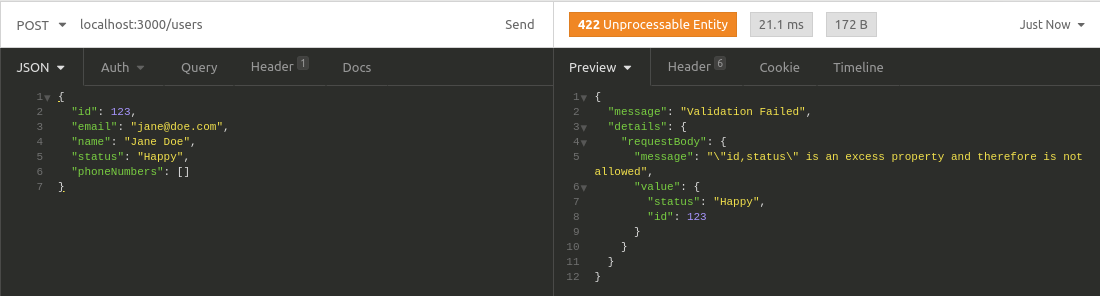 POST localhost:3000/users Send
422 Unprocessable Entity 21.1 ms 172 B Just Now
JSON Auth Query Header 1 Docs
1 {
2 "id": 123,
3 "email": "jane@doe.com",
4 "name": "Jane Doe",
5 "status": "Happy",
6 "phoneNumbers": []
7 }
Preview Header 6 Cookie Timeline
1 {
2 "message": "Validation Failed",
3 "details": {
4 "requestBody": {
5 "message": "\"id,status\" is an excess property and therefore is not
allowed",
6 "value": {
7 "status": "Happy",
8 "id": 123
9 }
10 }
11 }
12 }